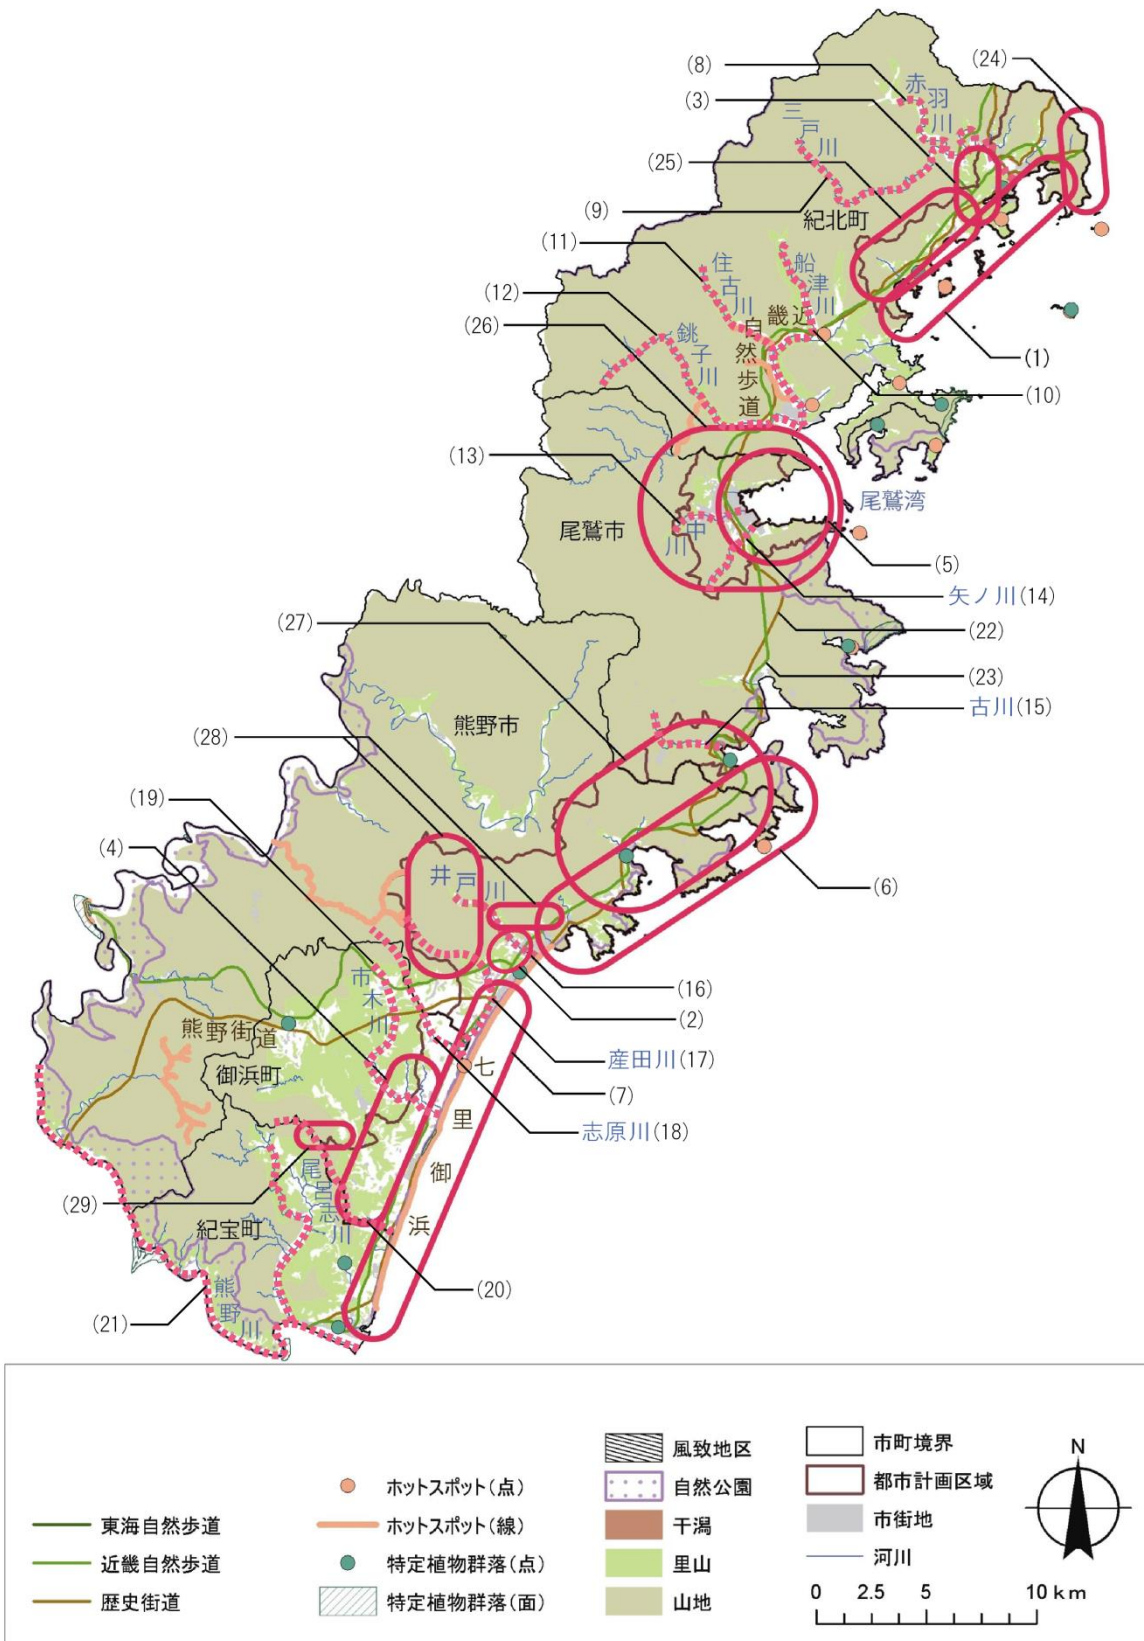 (24)
(8)
(3)
赤羽川
三戸川
(25)
(9)
紀北町
(11)
住古川
船津川
(12)
(26)
銚子川
近畿自然歩道
(1)
(10)
(13)
尾鷲湾
尾鷲市
中川
(5)
矢ノ川(14)
(27)
(22)
(23)
古川(15)
熊野市
(28)
(19)
(4)
井戸川
(6)
市木川
(16)
(2)
熊野街道
産田川(17)
御浜町
七里御浜
(7)
志原川(18)
(29)
尾呂志川
紀宝町
(20)
熊野川
(21)
風致地区
市町境界
N
ホットスポット(点)
自然公園
都市計画区域
東海自然歩道
ホットスポット(線)
干潟
市街地
近畿自然歩道
特定植物群落(点)
里山
河川
歴史街道
特定植物群落(面)
山地
0 2.5 5 10 km